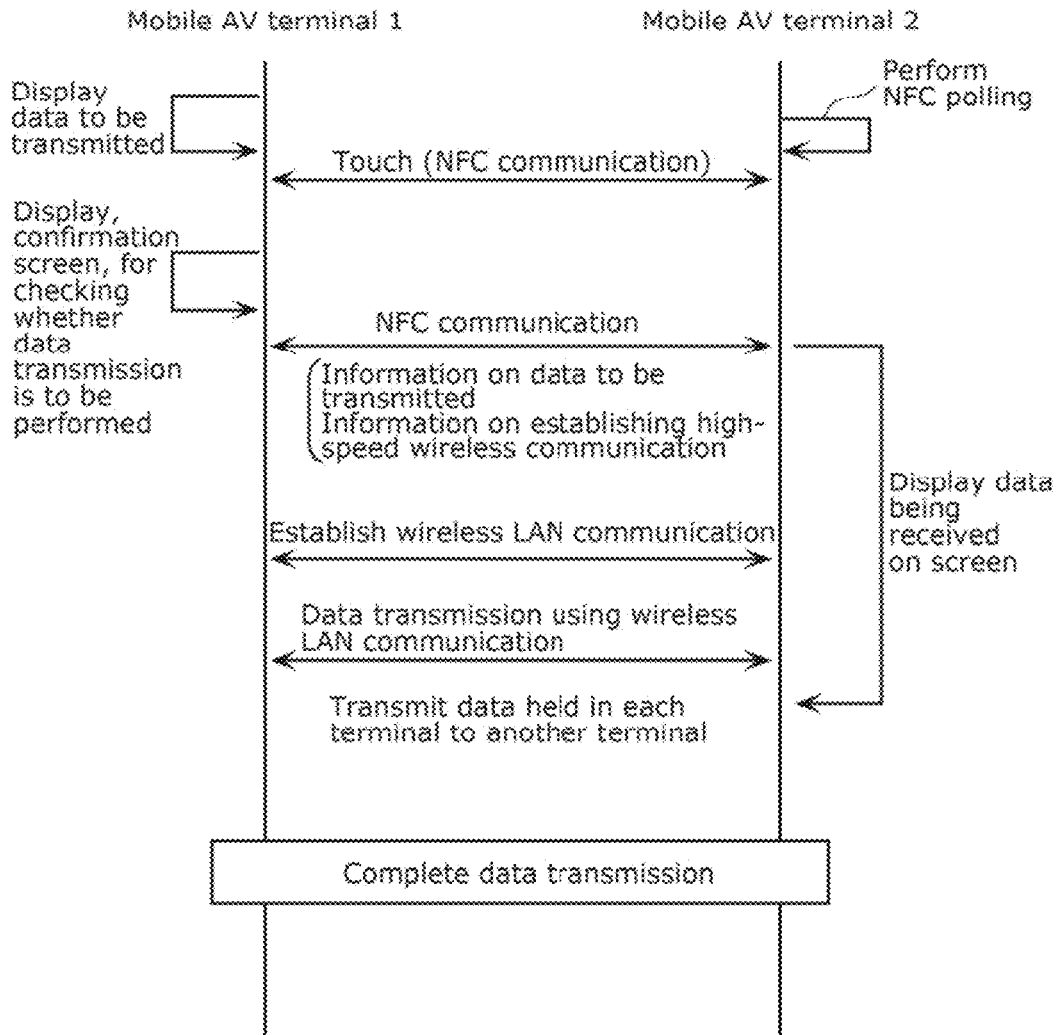 Mobile AV terminal 1
Mobile AV terminal 2
Display
data to be
transmitted
Perform
NFC polling
Touch (NFC communication)
Display,
confirmation
screen, for
checking
whether
data
transmission
is to be
performed
NFC communication
Information on data to be
transmitted
Information on establishing high-
speed wireless communication
Display data
being
received
on screen
Establish wireless LAN communication
Data transmission using wireless
LAN communication
Transmit data held in each
terminal to another terminal
Complete data transmission